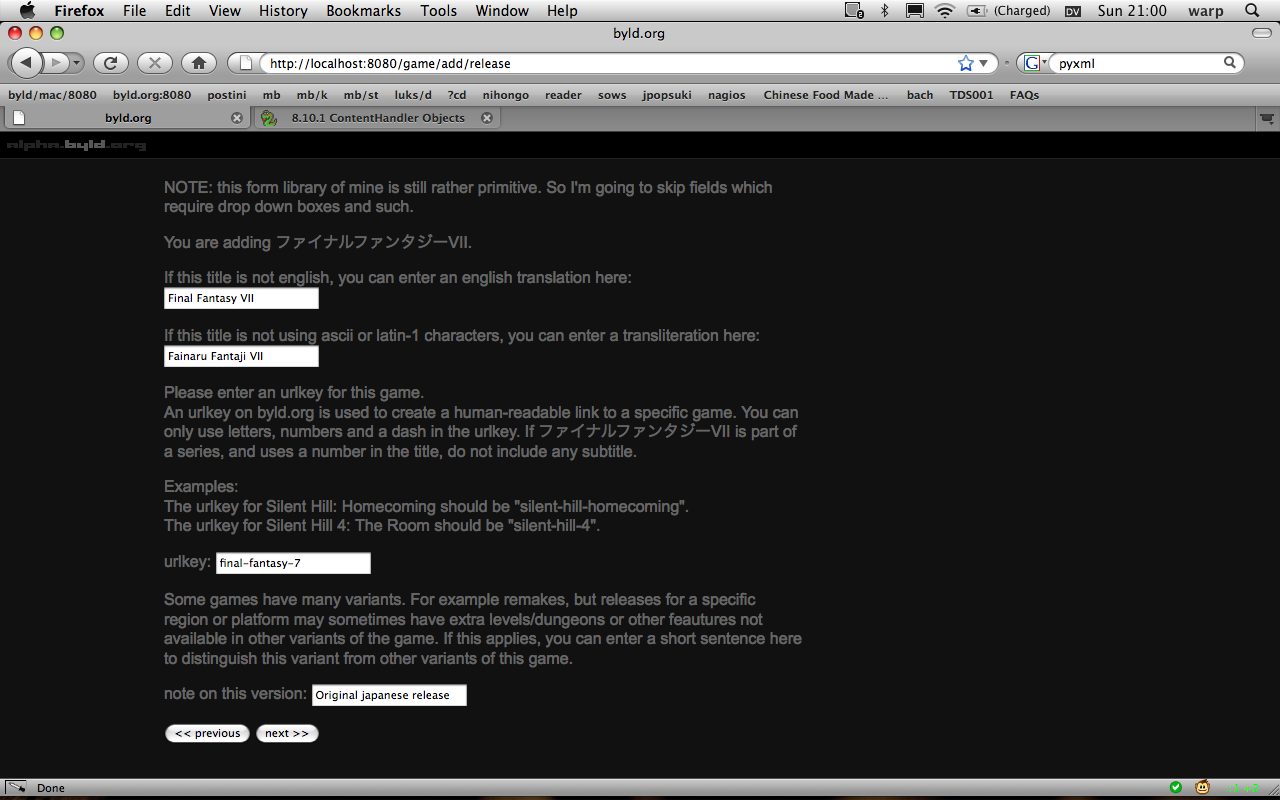 Firefox File Edit View History Bookmarks Tools Window Help (Charged) DV Sun 21:00 warp
byld.org
http://localhost:8080/game/add/release pyxml
byld/mac/8080 byld.org:8080 postini mb mb/k mb/st luks/d ?cd nihongo reader sows jpopsuki nagios Chinese Food Made ... bach TDS001 FAQs
byld.org 8.10.1 ContentHandler Objects
alpha.byld.org
NOTE: this form library of mine is still rather primitive. So I'm going to skip fields which
require drop down boxes and such.
You are adding ファイナルファンタジーVII.
If this title is not english, you can enter an english translation here:
Final Fantasy VII
If this title is not using ascii or latin-1 characters, you can enter a transliteration here:
Fainaru Fantaji VII
Please enter an urlkey for this game.
An urlkey on byld.org is used to create a human-readable link to a specific game. You can
only use letters, numbers and a dash in the urlkey. If ファイナルファンタジーVII is part of
a series, and uses a number in the title, do not include any subtitle.
Examples:
The urlkey for Silent Hill: Homecoming should be "silent-hill-homecoming".
The urlkey for Silent Hill 4: The Room should be "silent-hill-4".
urlkey: final-fantasy-7
Some games have many variants. For example remakes, but releases for a specific
region or platform may sometimes have extra levels/dungeons or other feautures not
available in other variants of the game. If this applies, you can enter a short sentence here
to distinguish this variant from other variants of this game.
note on this version: Original japanese release
<< previous next >>
Done